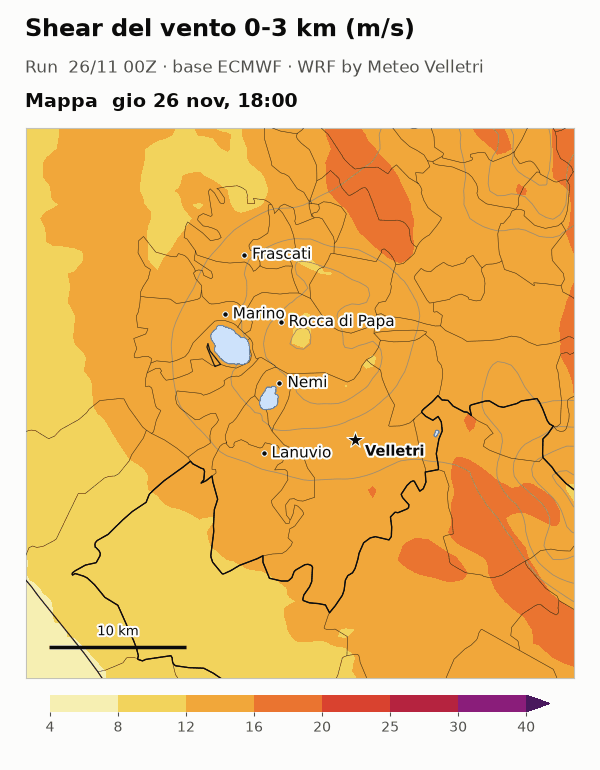 Shear del vento 0-3 km (m/s)
Run  26/11 00Z · base ECMWF · WRF by Meteo Velletri
Mappa  gio 26 nov, 18:00
Frascati
Marino
Rocca di Papa
Nemi
Velletri
Lanuvio
10 km
4 8 12 16 20 25 30 40